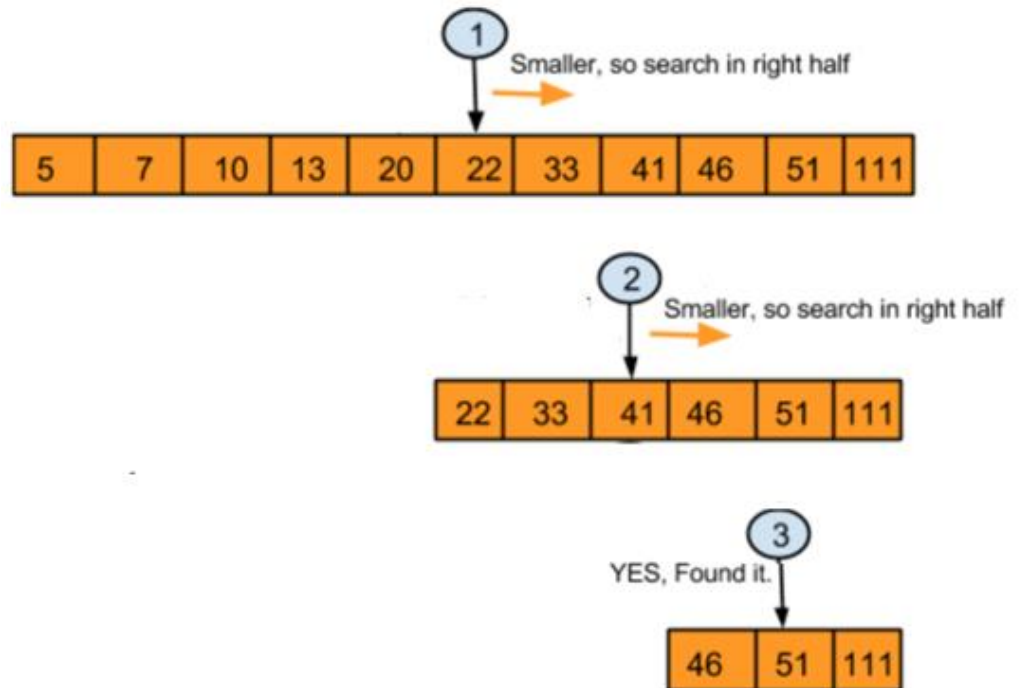 1
Smaller, so search in right half
5 7 10 13 20 22 33 41 46 51 111
2
Smaller, so search in right half
22 33 41 46 51 111
3
YES, Found it.
46 51 111